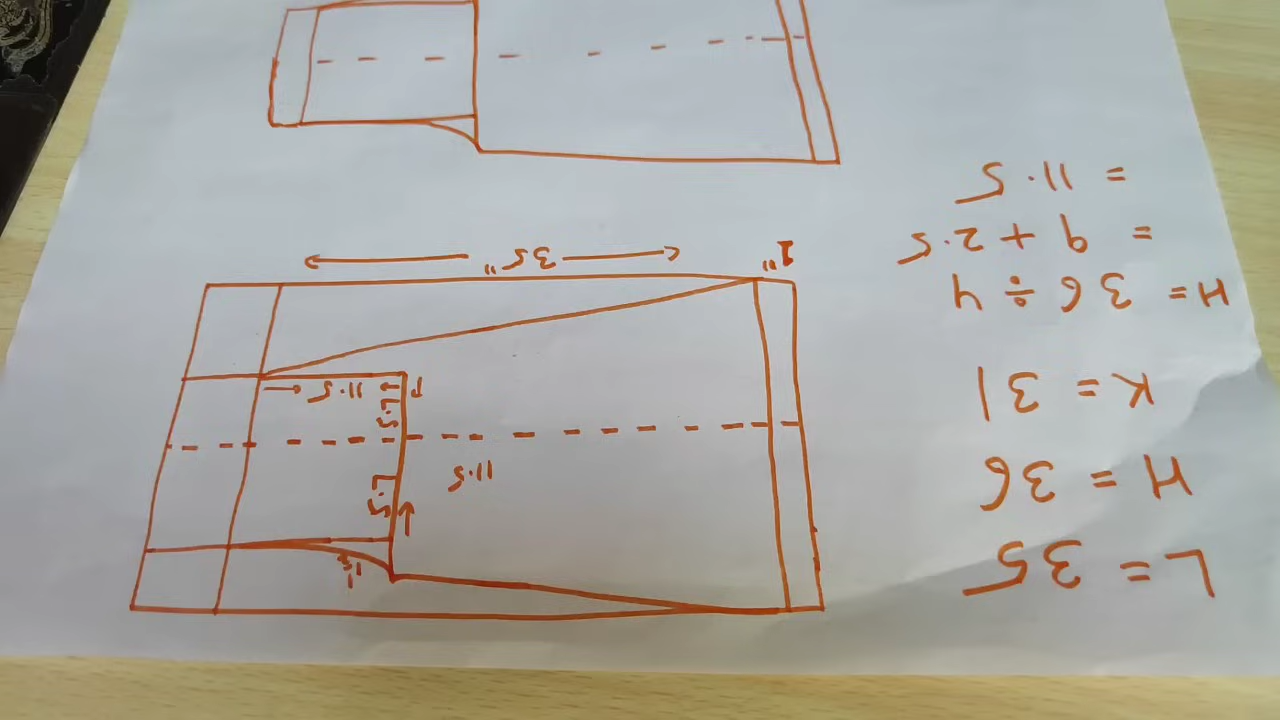 L = 35
H = 36
K = 31
H = 36 ÷ 4
= 9 + 2.5
= 11.5
11.5
11.5
1"
35"